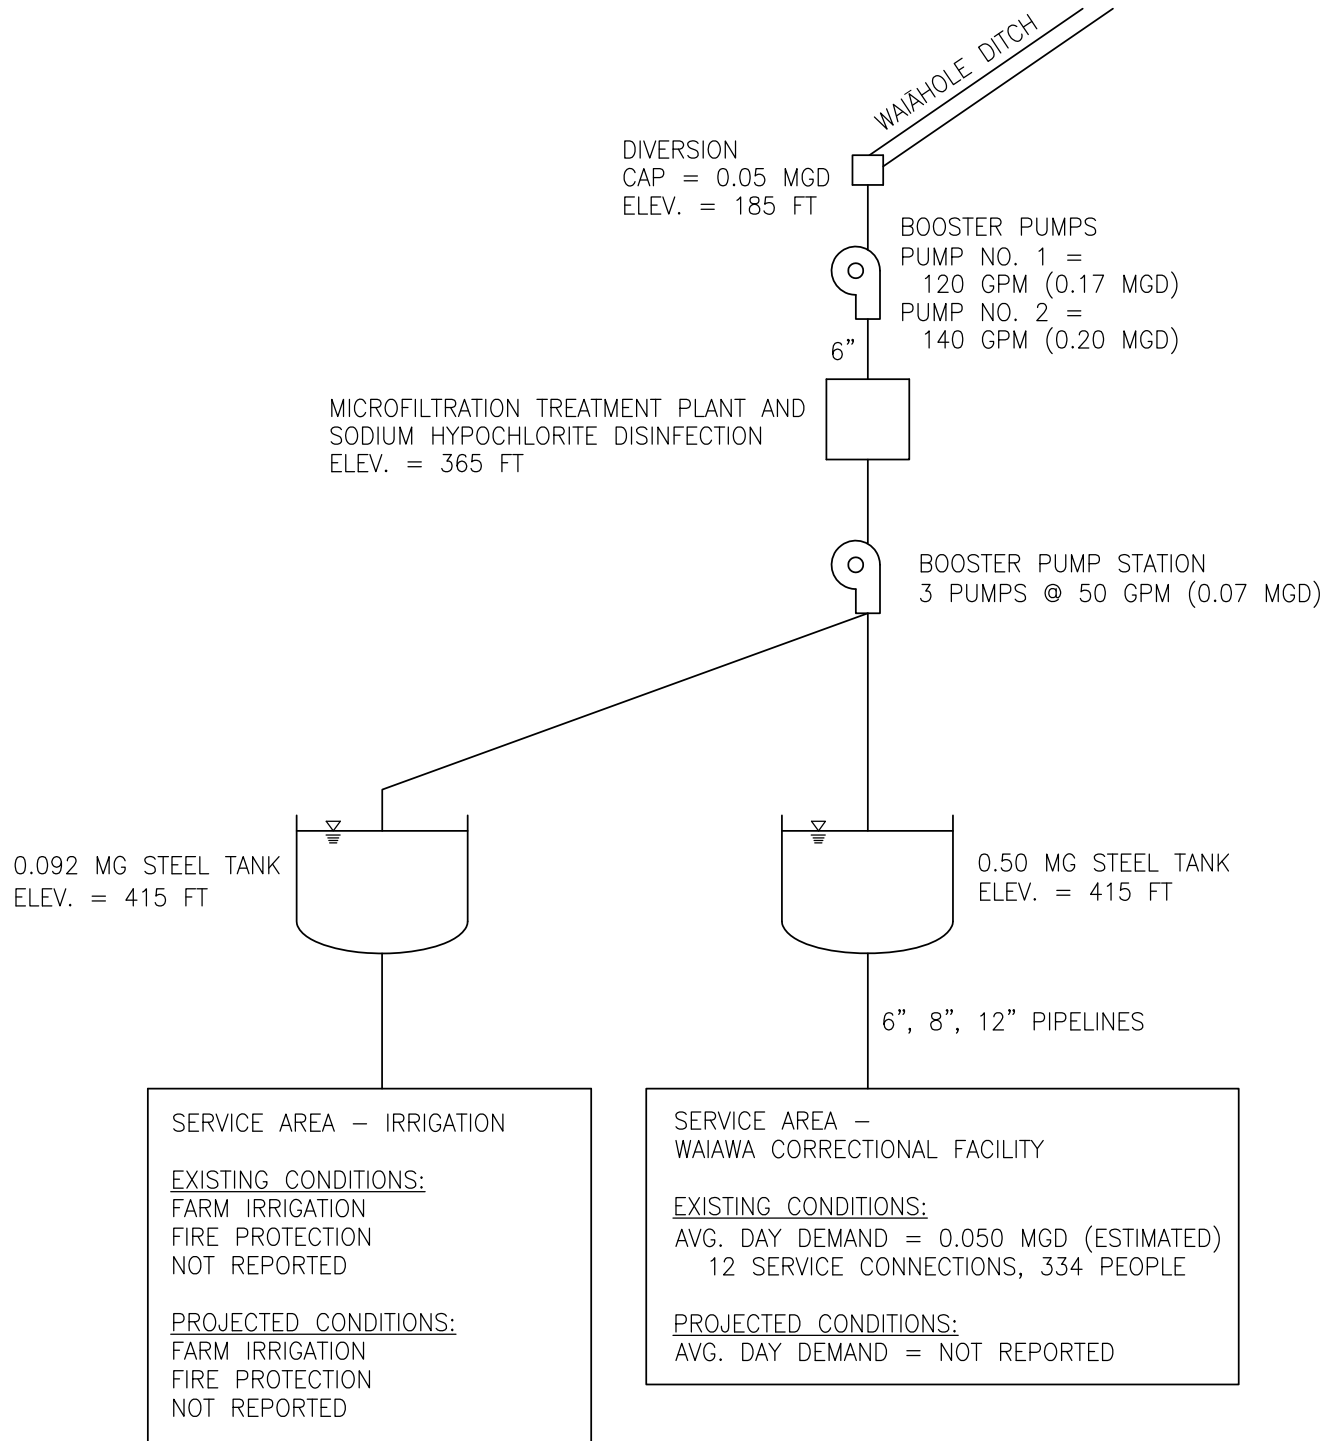 WAIĀHOLE DITCH
DIVERSION
CAP = 0.05 MGD
ELEV. = 185 FT
BOOSTER PUMPS
PUMP NO. 1 =
120 GPM (0.17 MGD)
PUMP NO. 2 =
140 GPM (0.20 MGD)
6”
MICROFILTRATION TREATMENT PLANT AND
SODIUM HYPOCHLORITE DISINFECTION
ELEV. = 365 FT
BOOSTER PUMP STATION
3 PUMPS @ 50 GPM (0.07 MGD)
0.092 MG STEEL TANK
ELEV. = 415 FT
0.50 MG STEEL TANK
ELEV. = 415 FT
6”, 8”, 12” PIPELINES
SERVICE AREA – IRRIGATION
EXISTING CONDITIONS:
FARM IRRIGATION
FIRE PROTECTION
NOT REPORTED
PROJECTED CONDITIONS:
FARM IRRIGATION
FIRE PROTECTION
NOT REPORTED
SERVICE AREA –
WAIAWA CORRECTIONAL FACILITY
EXISTING CONDITIONS:
AVG. DAY DEMAND = 0.050 MGD (ESTIMATED)
12 SERVICE CONNECTIONS, 334 PEOPLE
PROJECTED CONDITIONS:
AVG. DAY DEMAND = NOT REPORTED